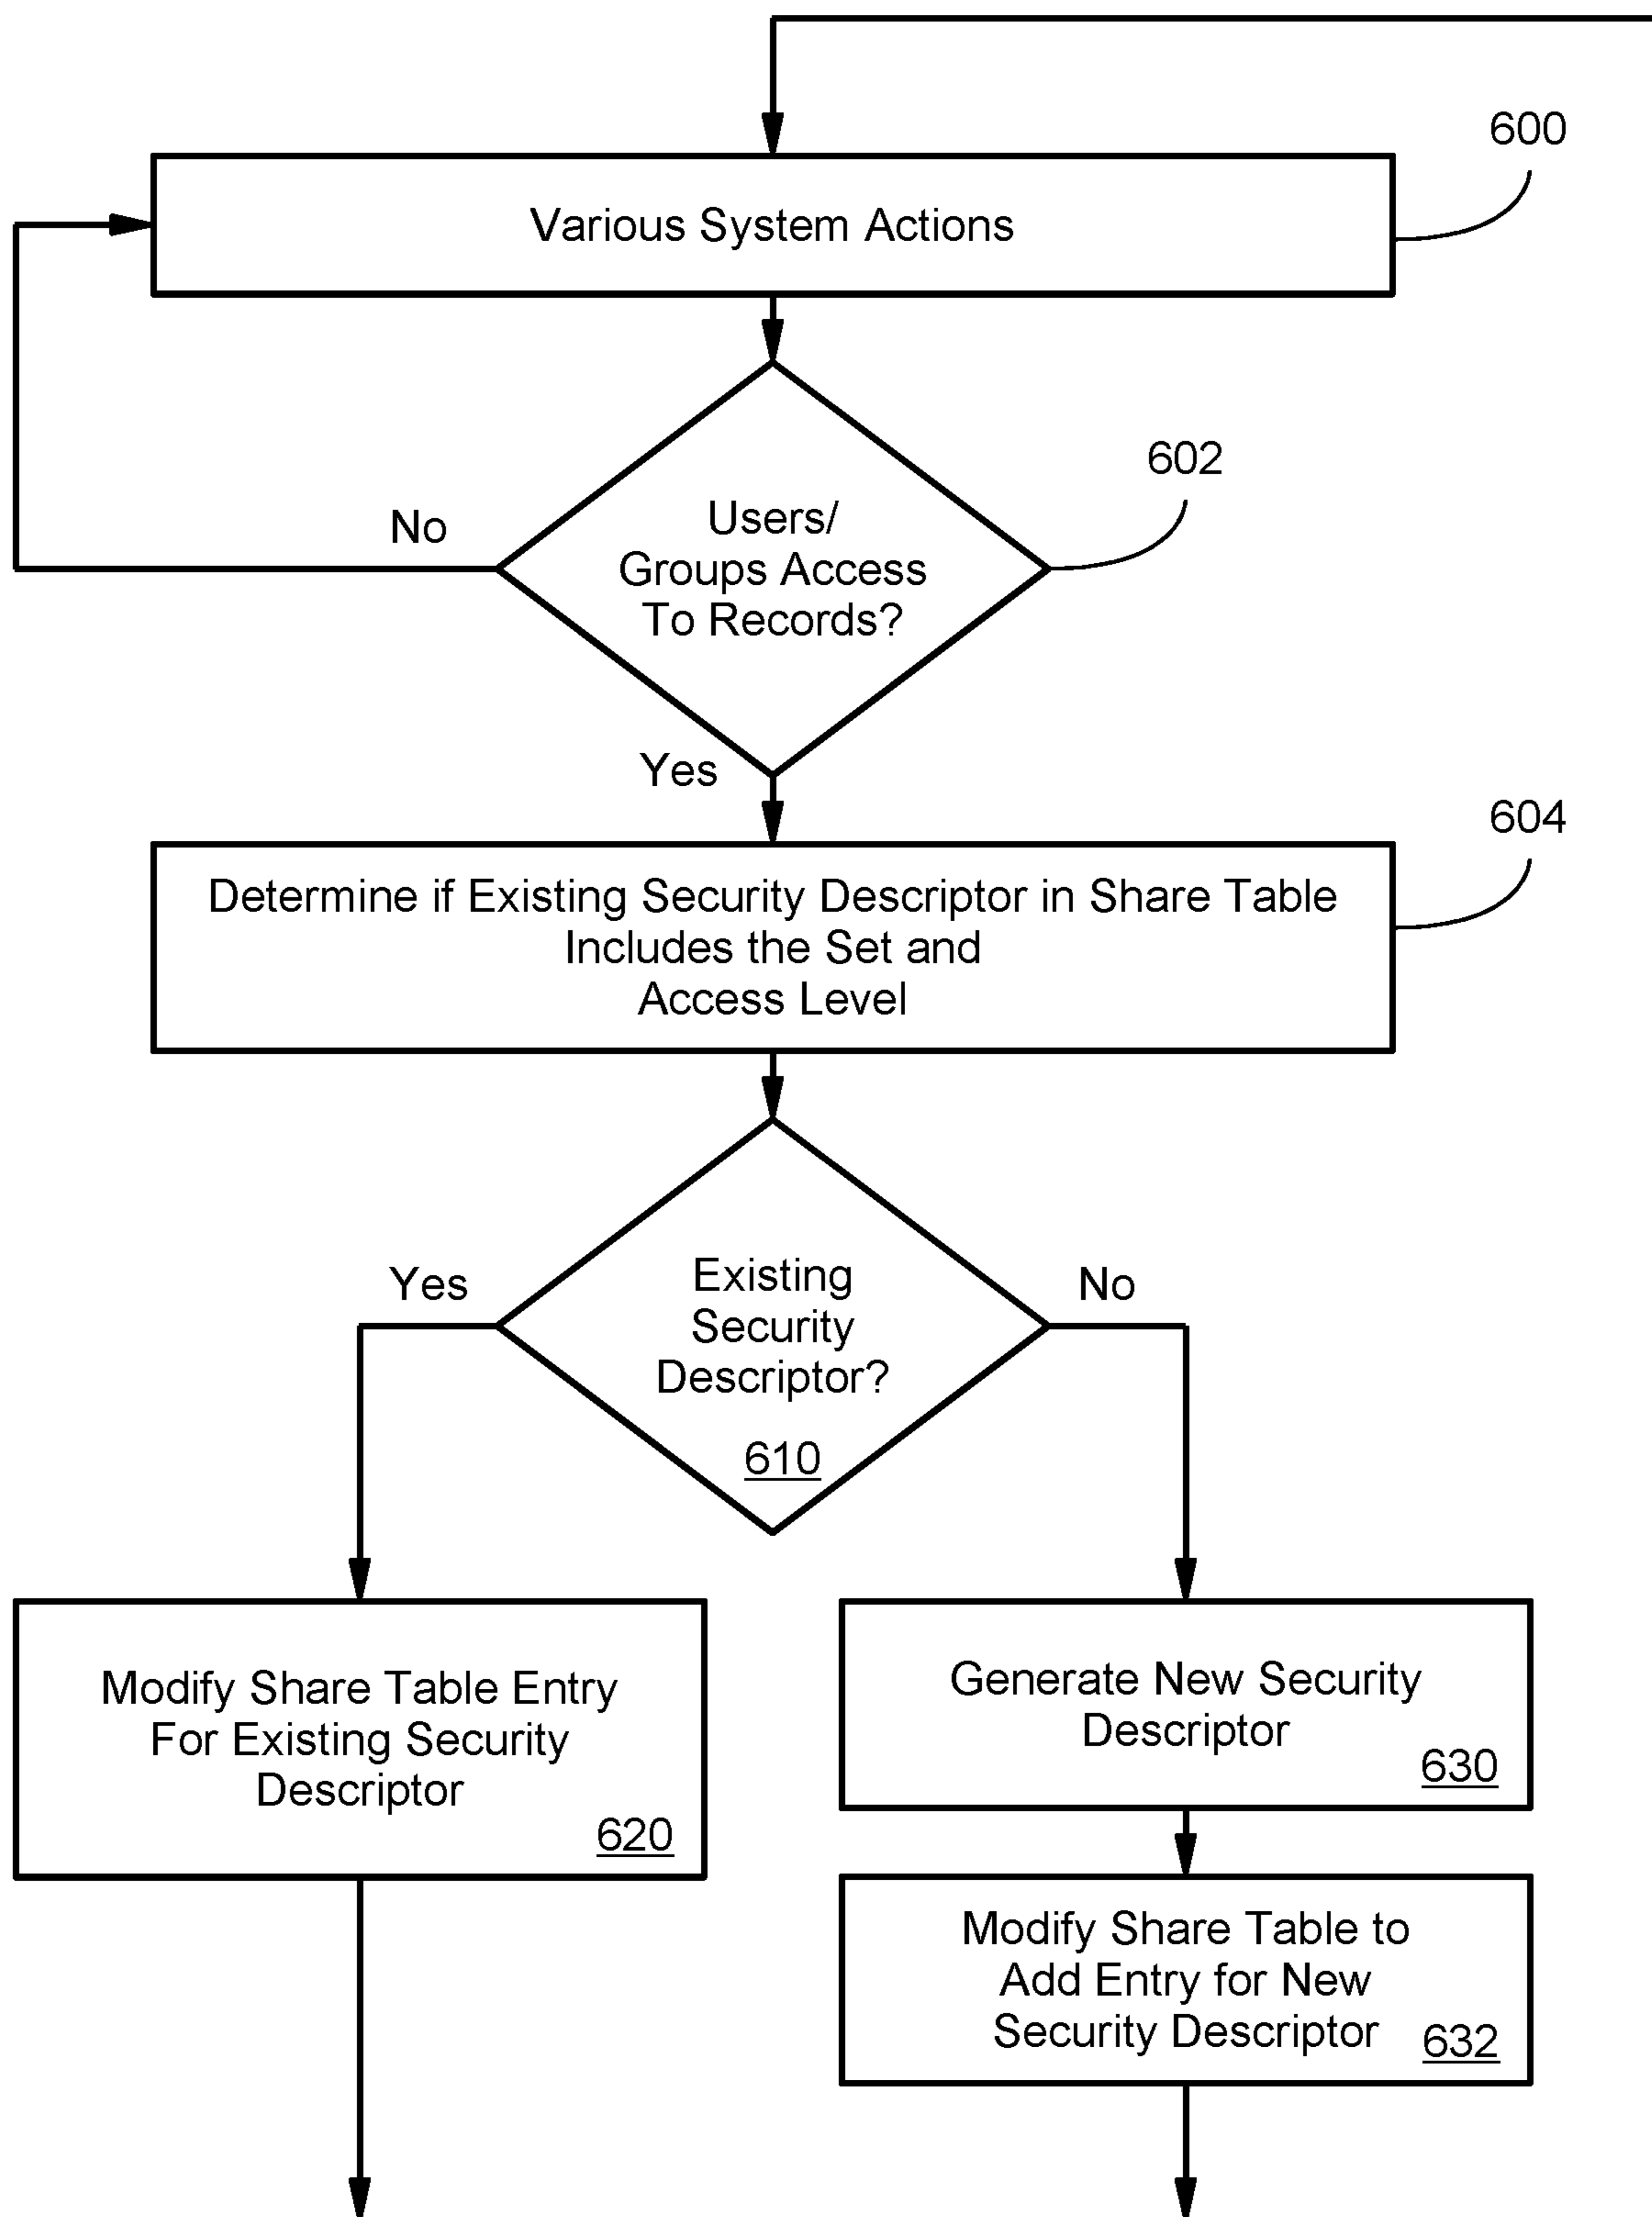 600
Various System Actions
602
No
Users/
Groups Access
To Records?
Yes
604
Determine if Existing Security Descriptor in Share Table
Includes the Set and
Access Level
Yes
No
Existing
Security
Descriptor?
610
Modify Share Table Entry
For Existing Security
Descriptor
620
Generate New Security
Descriptor
630
Modify Share Table to
Add Entry for New
Security Descriptor
632